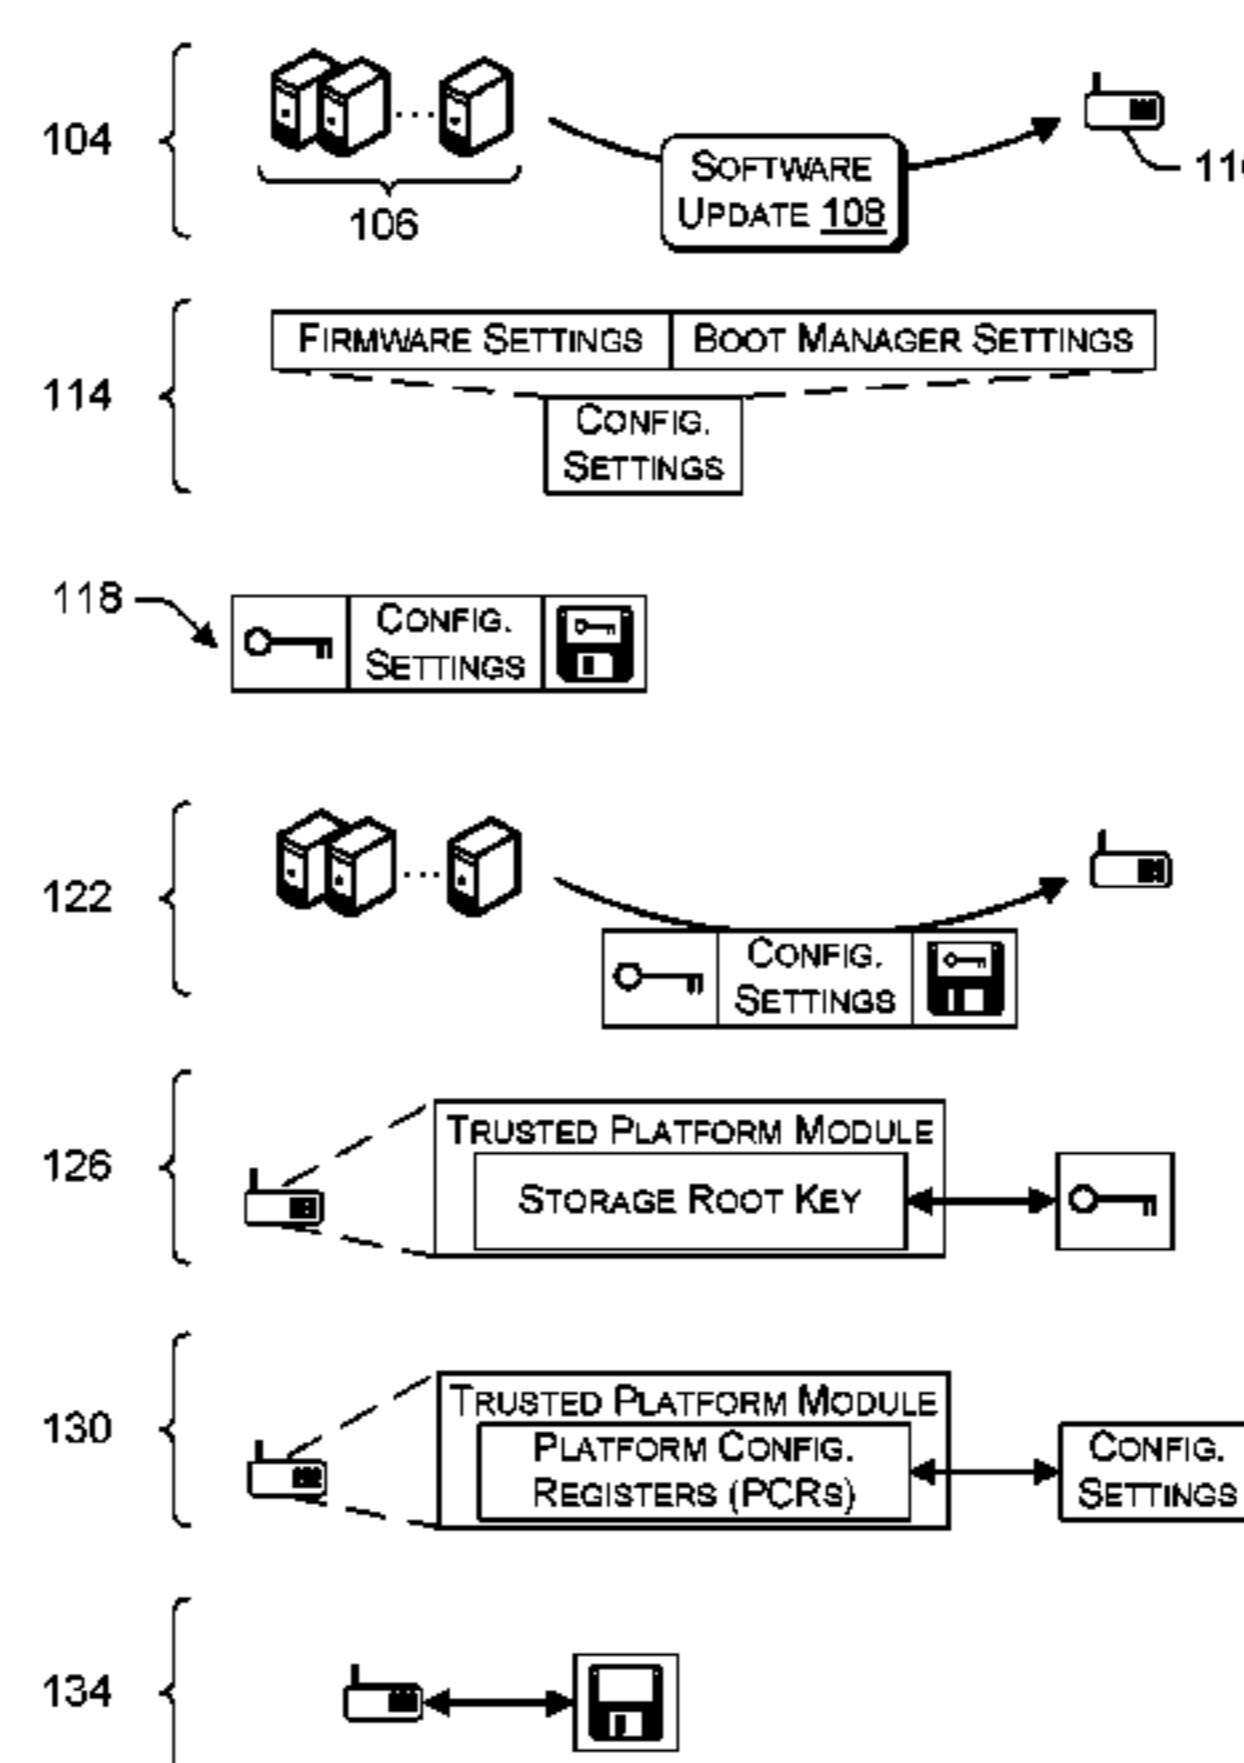 104
106
SOFTWARE
UPDATE 108
114
FIRMWARE SETTINGS
BOOT MANAGER SETTINGS
CONFIG.
SETTINGS
118
CONFIG.
SETTINGS
122
CONFIG.
SETTINGS
126
TRUSTED PLATFORM MODULE
STORAGE ROOT KEY
130
TRUSTED PLATFORM MODULE
PLATFORM CONFIG.
REGISTERS (PCRS)
CONFIG.
SETTINGS
134